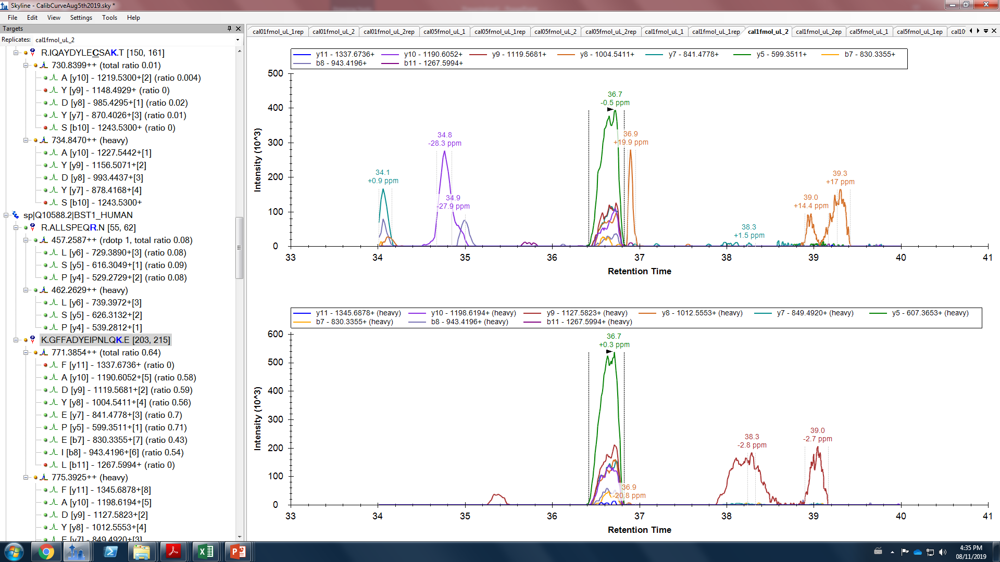 Skyline - CalibCurveAug5th2019.sky *
File Edit View Settings Tools Help
Targets
Replicates: cal1fmol_uL_2
R.IQAYDYLECSAK.T [150, 161]
730.8399++ (total ratio 0.01)
A [y10] - 1219.5300+[2] (ratio 0.004)
Y [y9] - 1148.4929+ (ratio 0)
D [y8] - 985.4295+[1] (ratio 0.02)
Y [y7] - 870.4026+[3] (ratio 0.01)
S [b10] - 1243.5300+ (ratio 0)
734.8470++ (heavy)
A [y10] - 1227.5442+[1]
Y [y9] - 1156.5071+[2]
D [y8] - 993.4437+[3]
Y [y7] - 878.4168+[4]
S [b10] - 1243.5300+
sp|Q10588.2|BST1_HUMAN
R.ALLSPEQR.N [55, 62]
457.2587++ (rdotp 1, total ratio 0.08)
L [y6] - 729.3890+[3] (ratio 0.08)
S [y5] - 616.3049+[1] (ratio 0.09)
P [y4] - 529.2729+[2] (ratio 0.08)
462.2629++ (heavy)
L [y6] - 739.3972+[3]
S [y5] - 626.3132+[2]
P [y4] - 539.2812+[1]
K.GFFADYEIPNLQK.E [203, 215]
771.3854++ (total ratio 0.64)
F [y11] - 1337.6736+ (ratio 0)
A [y10] - 1190.6052+[5] (ratio 0.58)
D [y9] - 1119.5681+[2] (ratio 0.59)
Y [y8] - 1004.5411+[4] (ratio 0.56)
E [y7] - 841.4778+[3] (ratio 0.7)
P [y5] - 599.3511+[1] (ratio 0.71)
E [b7] - 830.3355+[7] (ratio 0.43)
I [b8] - 943.4196+[6] (ratio 0.54)
L [b11] - 1267.5994+ (ratio 0)
775.3925++ (heavy)
F [y11] - 1345.6878+[8]
A [y10] - 1198.6194+[5]
D [y9] - 1127.5823+[2]
Y [y8] - 1012.5553+[4]
E [y7] - 849.4920+[3]
cal01fmol_uL_1rep cal01fmol_uL_2 cal01fmol_uL_2rep cal05fmol_uL_1 cal05fmol_uL_1rep cal05fmol_uL_2 cal05fmol_uL_2rep cal1fmol_uL_1 cal1fmol_uL_1rep cal1fmol_uL_2 cal1fmol_uL_2ep cal5fmol_uL_1 cal5fmol_uL_1ep cal10
y11 - 1337.6736+ y10 - 1190.6052+ y9 - 1119.5681+ y8 - 1004.5411+ y7 - 841.4778+ y5 - 599.3511+ b7 - 830.3355+
b8 - 943.4196+ b11 - 1267.5994+
Intensity (10^3)
500
400
300
200
100
0
36.7
-0.5 ppm
36.9
+19.9 ppm
34.8
-28.3 ppm
34.1
+0.9 ppm
34.9
-27.9 ppm
39.3
+17 ppm
39.0
+14.4 ppm
38.3
+1.5 ppm
33 34 35 36 37 38 39 40 41
Retention Time
y11 - 1345.6878+ (heavy) y10 - 1198.6194+ (heavy) y9 - 1127.5823+ (heavy) y8 - 1012.5553+ (heavy) y7 - 849.4920+ (heavy) y5 - 607.3653+ (heavy)
b7 - 830.3355+ (heavy) b8 - 943.4196+ (heavy) b11 - 1267.5994+ (heavy)
Intensity (10^3)
600
500
400
300
200
100
0
36.7
+0.3 ppm
36.9
-20.8 ppm
38.3
-2.8 ppm
39.0
-2.7 ppm
33 34 35 36 37 38 39 40 41
Retention Time
4:35 PM
08/11/2019